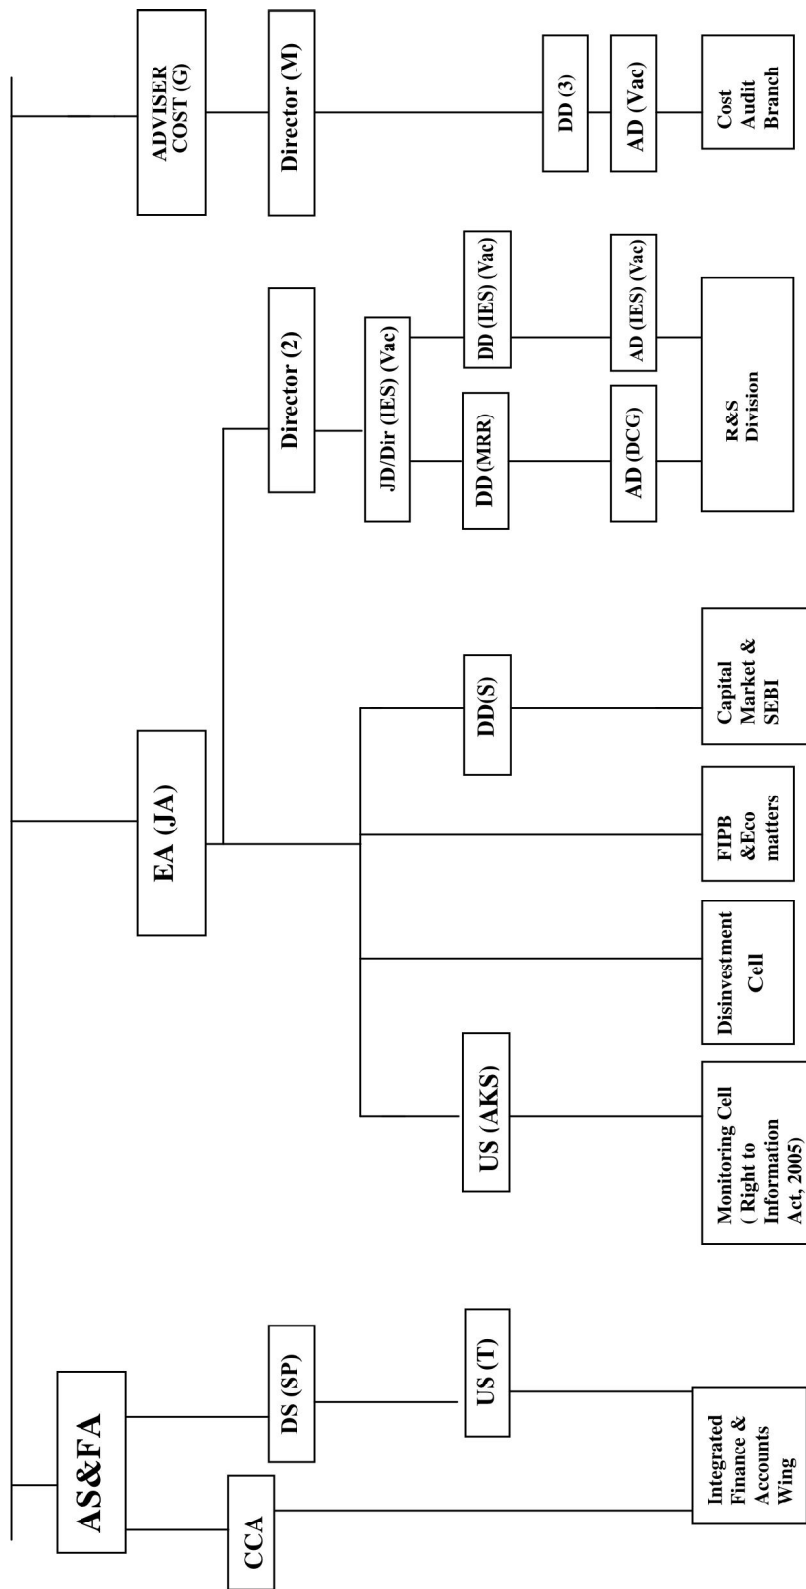 AS&FA
EA (JA)
ADVISER
COST (G)
CCA
DS (SP)
Director (2)
Director (M)
JD/Dir (IES) (Vac)
US (T)
US (AKS)
DD(S)
DD (MRR)
DD (IES) (Vac)
DD (3)
AD (DCG)
AD (IES) (Vac)
AD (Vac)
Integrated
Finance &
Accounts
Wing
Monitoring Cell
( Right to
Information
Act, 2005)
Disinvestment
Cell
FIPB
&Eco
matters
Capital
Market &
SEBI
R&S
Division
Cost
Audit
Branch